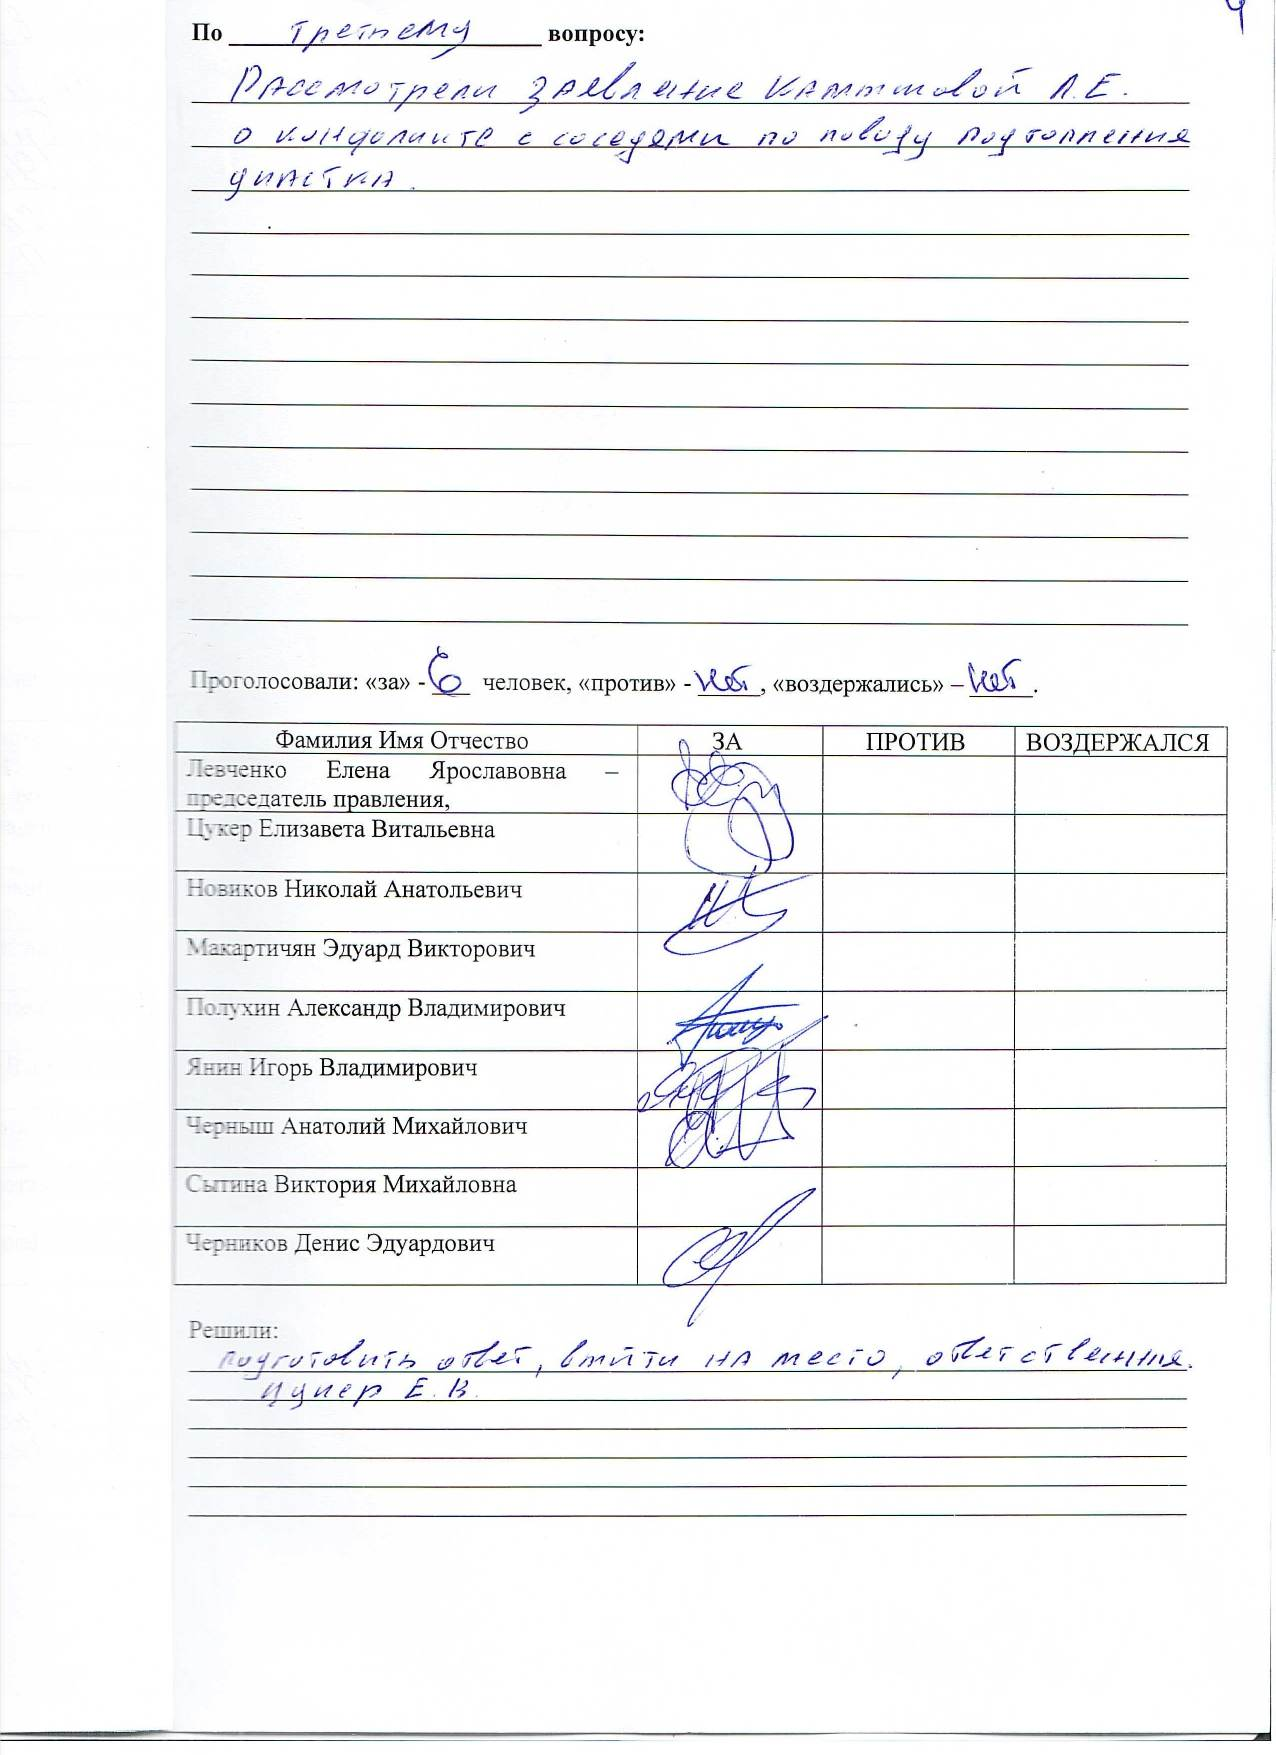 По третьему вопросу:
Рассмотрели заявление Л.Е.
о конфликте с соседями по поводу подтопления
участка.
Проголосовали: «за» - 6 человек, «против» - нет, «воздержались» – нет.
Фамилия Имя Отчество ЗА ПРОТИВ ВОЗДЕРЖАЛСЯ
Левченко Елена Ярославовна –
председатель правления,
Цукер Елизавета Витальевна
Новиков Николай Анатольевич
Макартичян Эдуард Викторович
Полухин Александр Владимирович
Янин Игорь Владимирович
Черныш Анатолий Михайлович
Сытина Виктория Михайловна
Черников Денис Эдуардович
Решили:
подготовить ответ, выйти на место, ответственная
Цукер Е.В.